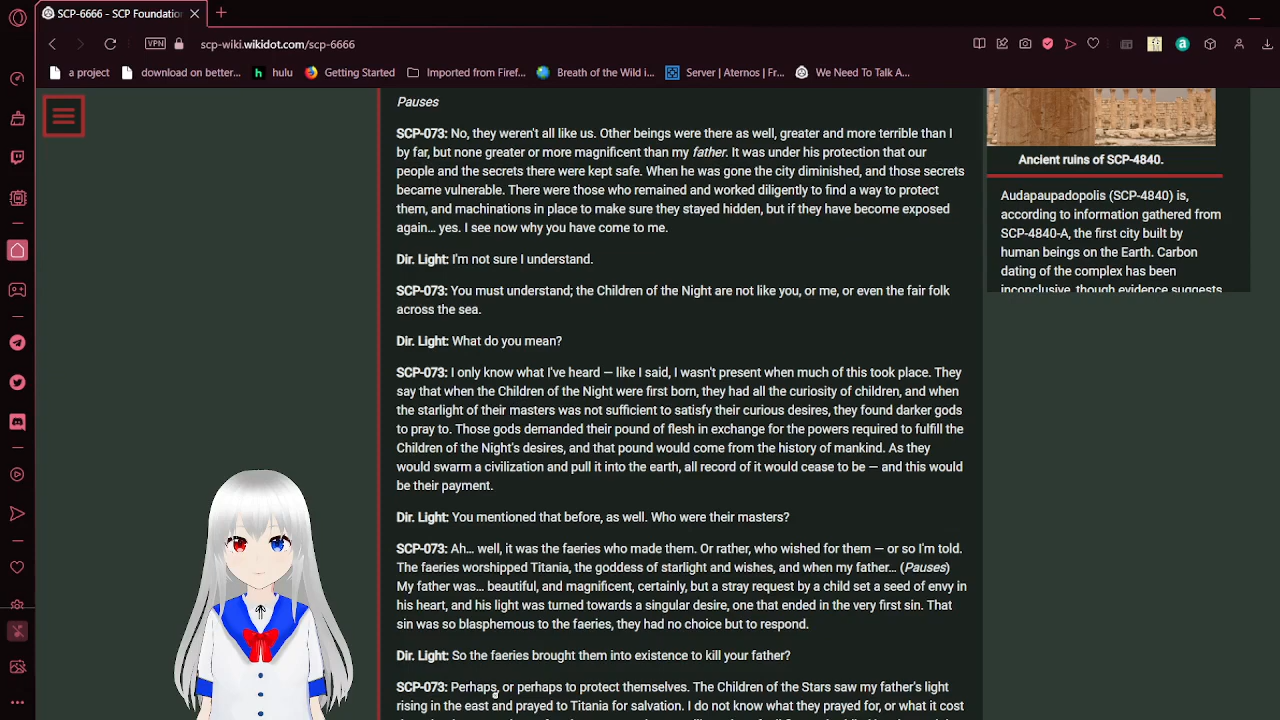 SCP-6666 - SCP Foundation
scp-wiki.wikidot.com/scp-6666
VPN
a project
download on better...
hulu
Getting Started
Imported from Firef...
Breath of the Wild i...
Server | Aternos | Fr...
We Need To Talk A...
Pauses
SCP-073: No, they weren't all like us. Other beings were there as well, greater and more terrible than I
by far, but none greater or more magnificent than my father. It was under his protection that our
people and the secrets there were kept safe. When he was gone the city diminished, and those secrets
became vulnerable. There were those who remained and worked diligently to find a way to protect
them, and machinations in place to make sure they stayed hidden, but if they have become exposed
again… yes. I see now why you have come to me.
Dir. Light: I'm not sure I understand.
SCP-073: You must understand; the Children of the Night are not like you, or me, or even the fair folk
across the sea.
Dir. Light: What do you mean?
SCP-073: I only know what I've heard — like I said, I wasn't present when much of this took place. They
say that when the Children of the Night were first born, they had all the curiosity of children, and when
the starlight of their masters was not sufficient to satisfy their curious desires, they found darker gods
to pray to. Those gods demanded their pound of flesh in exchange for the powers required to fulfill the
Children of the Night's desires, and that pound would come from the history of mankind. As they
would swarm a civilization and pull it into the earth, all record of it would cease to be — and this would
be their payment.
Dir. Light: You mentioned that before, as well. Who were their masters?
SCP-073: Ah… well, it was the faeries who made them. Or rather, who wished for them — or so I'm told.
The faeries worshipped Titania, the goddess of starlight and wishes, and when my father… (Pauses)
My father was… beautiful, and magnificent, certainly, but a stray request by a child set a seed of envy in
his heart, and his light was turned towards a singular desire, one that ended in the very first sin. That
sin was so blasphemous to the faeries, they had no choice but to respond.
Dir. Light: So the faeries brought them into existence to kill your father?
SCP-073: Perhaps, or perhaps to protect themselves. The Children of the Stars saw my father's light
rising in the east and prayed to Titania for salvation. I do not know what they prayed for, or what it cost
Ancient ruins of SCP-4840.
Audapaupadopolis (SCP-4840) is,
according to information gathered from
SCP-4840-A, the first city built by
human beings on the Earth. Carbon
dating of the complex has been
inconclusive, though evidence suggests